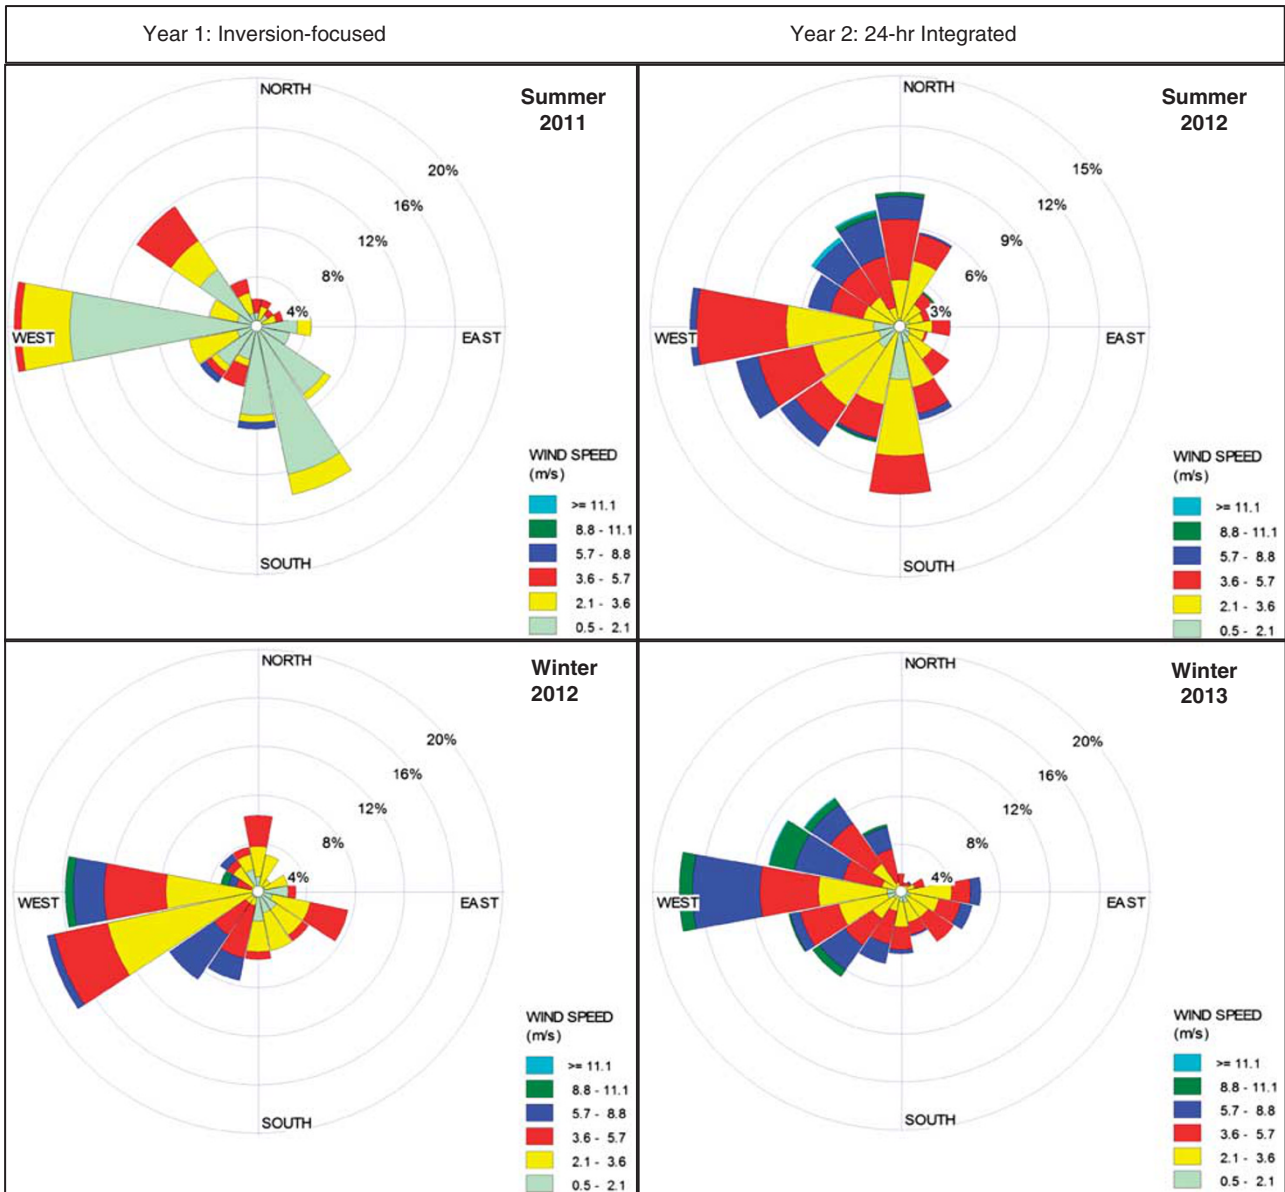 Year 1: Inversion-focused
Year 2: 24-hr Integrated
Summer
2011
NORTH
20%
16%
12%
8%
4%
WEST
EAST
SOUTH
WIND SPEED
(m/s)
>= 11.1
8.8 - 11.1
5.7 - 8.8
3.6 - 5.7
2.1 - 3.6
0.5 - 2.1
Summer
2012
NORTH
15%
12%
9%
6%
3%
WEST
EAST
SOUTH
WIND SPEED
(m/s)
>= 11.1
8.8 - 11.1
5.7 - 8.8
3.6 - 5.7
2.1 - 3.6
0.5 - 2.1
Winter
2012
NORTH
20%
16%
12%
8%
4%
WEST
EAST
SOUTH
WIND SPEED
(m/s)
>= 11.1
8.8 - 11.1
5.7 - 8.8
3.6 - 5.7
2.1 - 3.6
0.5 - 2.1
Winter
2013
NORTH
20%
16%
12%
8%
4%
WEST
EAST
SOUTH
WIND SPEED
(m/s)
>= 11.1
8.8 - 11.1
5.7 - 8.8
3.6 - 5.7
2.1 - 3.6
0.5 - 2.1